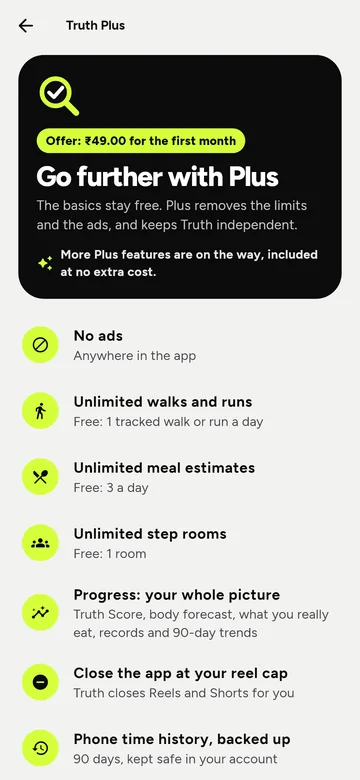 Truth Plus
Offer: ₹49.00 for the first month
Go further with Plus
The basics stay free. Plus removes the limits
and the ads, and keeps Truth independent.
More Plus features are on the way, included
at no extra cost.
No ads
Anywhere in the app
Unlimited walks and runs
Free: 1 tracked walk or run a day
Unlimited meal estimates
Free: 3 a day
Unlimited step rooms
Free: 1 room
Progress: your whole picture
Truth Score, body forecast, what you really
eat, records and 90-day trends
Close the app at your reel cap
Truth closes Reels and Shorts for you
Phone time history, backed up
90 days, kept safe in your account